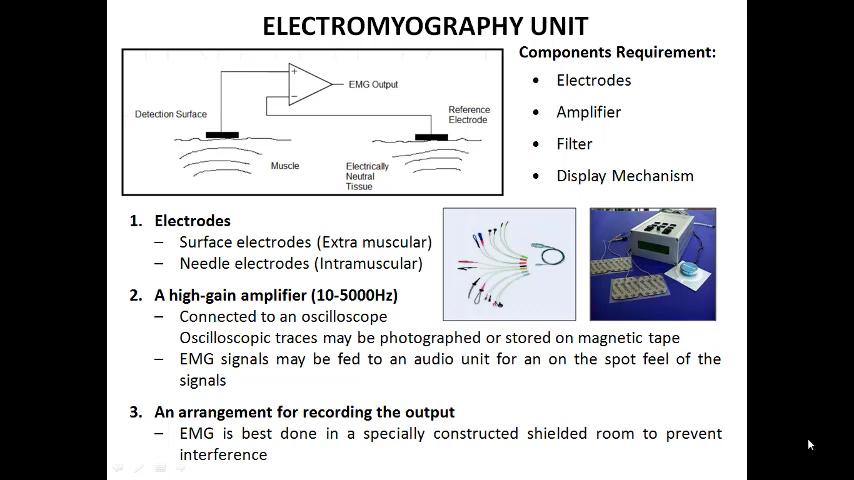 ELECTROMYOGRAPHY UNIT
Components Requirement:
• Electrodes
• Amplifier
• Filter
• Display Mechanism
+
−
EMG Output
Detection Surface
Reference
Electrode
Muscle
Electrically
Neutral
Tissue
1. Electrodes
– Surface electrodes (Extra muscular)
– Needle electrodes (Intramuscular)
2. A high-gain amplifier (10-5000Hz)
– Connected to an oscilloscope
Oscilloscopic traces may be photographed or stored on magnetic tape
– EMG signals may be fed to an audio unit for an on the spot feel of the
signals
3. An arrangement for recording the output
– EMG is best done in a specially constructed shielded room to prevent
interference